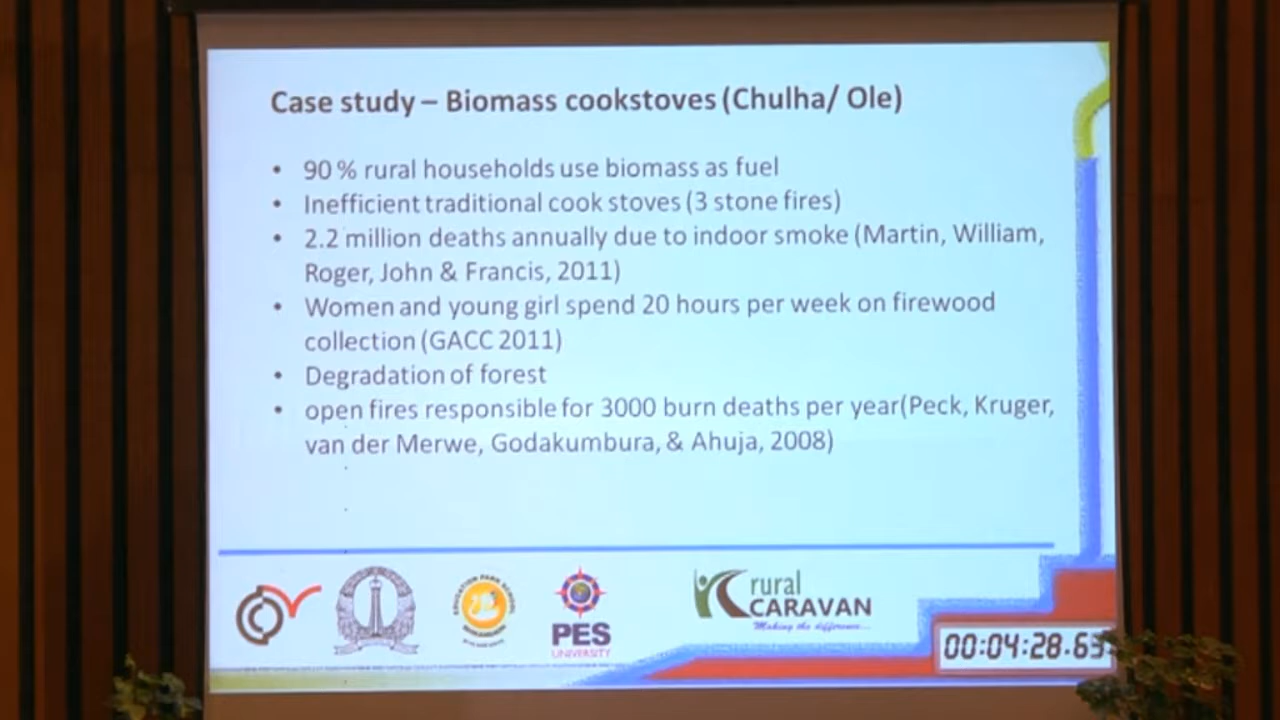 Case study – Biomass cookstoves (Chulha/ Ole)
• 90 % rural households use biomass as fuel
• Inefficient traditional cook stoves (3 stone fires)
• 2.2 million deaths annually due to indoor smoke (Martin, William,
Roger, John & Francis, 2011)
• Women and young girl spend 20 hours per week on firewood
collection (GACC 2011)
• Degradation of forest
• open fires responsible for 3000 burn deaths per year(Peck, Kruger,
van der Merwe, Godakumbura, & Ahuja, 2008)
EDUCATION PARK SCHOOL
PES
UNIVERSITY
rural
CARAVAN
Making the difference...
00:04:28.63